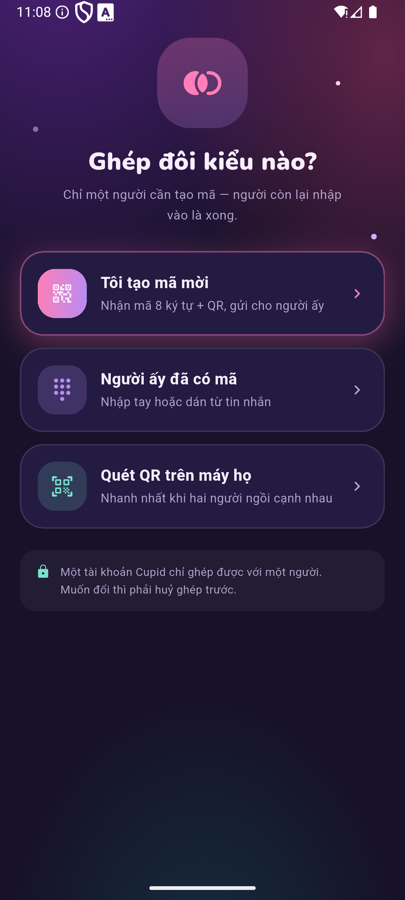 11:08
A
Ghép đôi kiểu nào?
Chỉ một người cần tạo mã — người còn lại nhập
vào là xong.
Tôi tạo mã mời
Nhận mã 8 ký tự + QR, gửi cho người ấy
Người ấy đã có mã
Nhập tay hoặc dán từ tin nhắn
Quét QR trên máy họ
Nhanh nhất khi hai người ngồi cạnh nhau
Một tài khoản Cupid chỉ ghép được với một người.
Muốn đổi thì phải huỷ ghép trước.